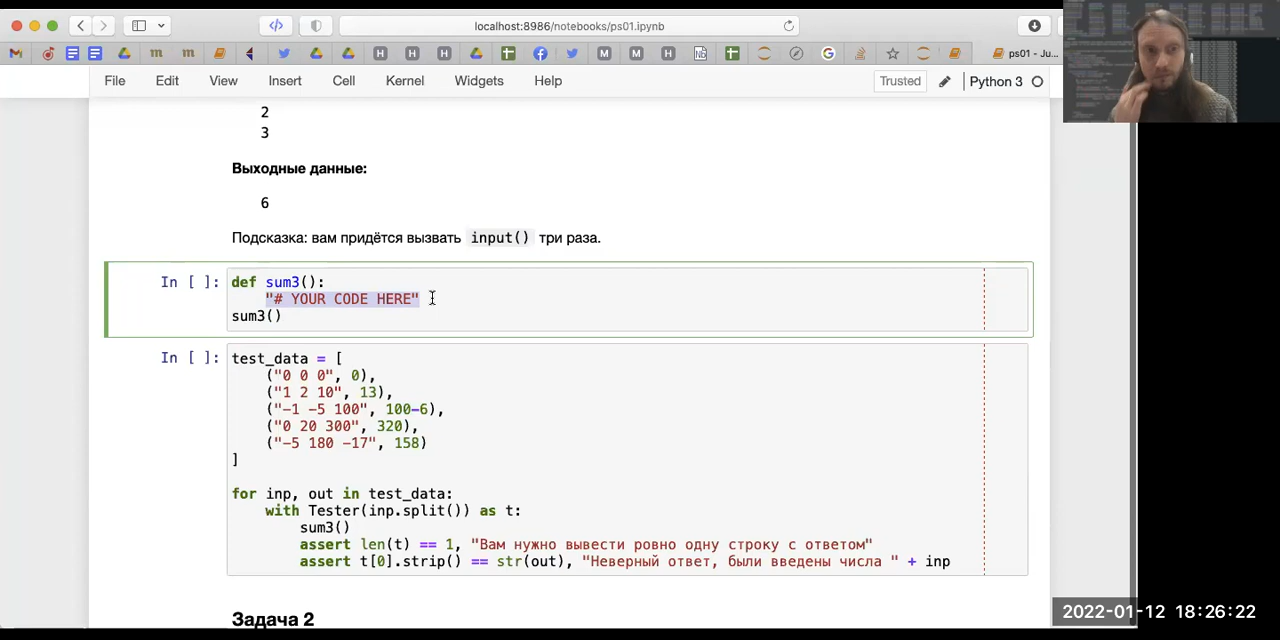 localhost:8986/notebooks/ps01.ipynb
ps01 - Ju...
File Edit View Insert Cell Kernel Widgets Help
Trusted Python 3
2
3
Выходные данные:
6
Подсказка: вам придётся вызвать input() три раза.
In [ ]: def sum3():
"# YOUR CODE HERE"
sum3()
In [ ]: test_data = [
("0 0 0", 0),
("1 2 10", 13),
("-1 -5 100", 100-6),
("0 20 300", 320),
("-5 180 -17", 158)
]
for inp, out in test_data:
with Tester(inp.split()) as t:
sum3()
assert len(t) == 1, "Вам нужно вывести ровно одну строку с ответом"
assert t[0].strip() == str(out), "Неверный ответ, были введены числа " + inp
Задача 2
2022-01-12 18:26:22